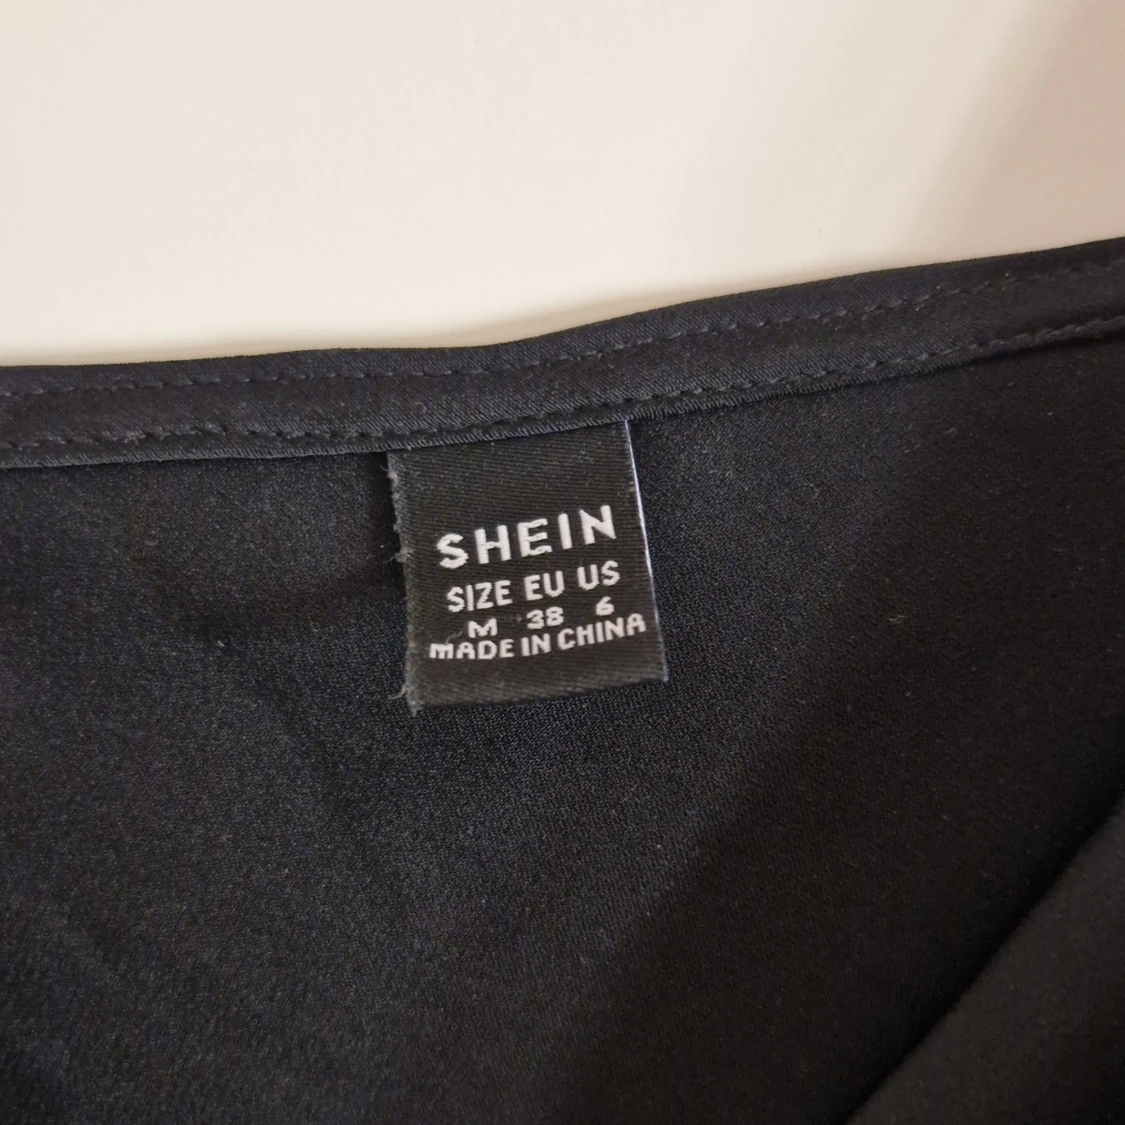 SHEIN
SIZE EU US
M 38 6
MADE IN CHINA